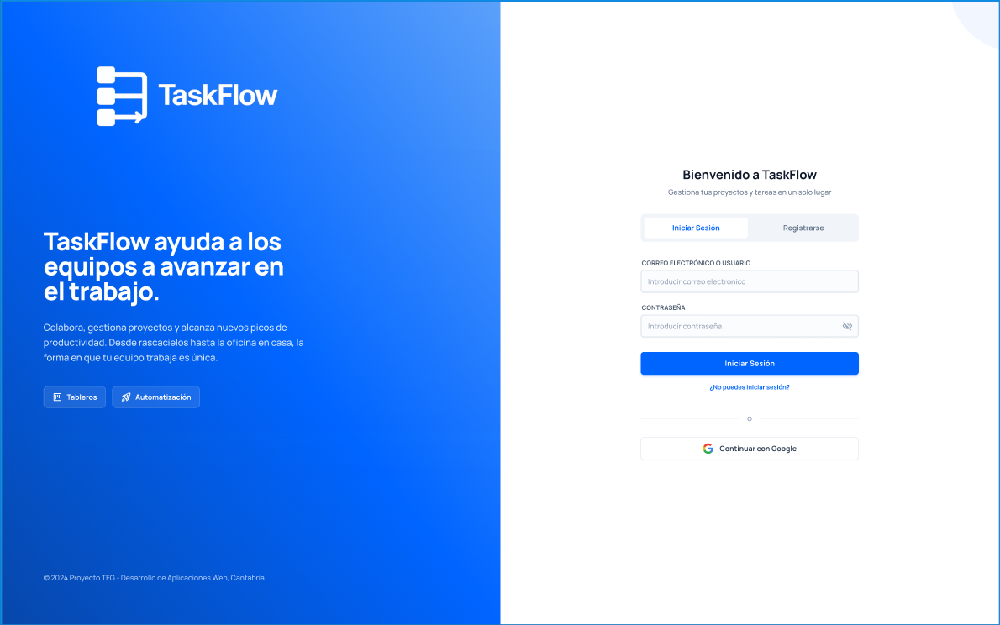 TaskFlow
TaskFlow ayuda a los
equipos a avanzar en
el trabajo.
Colabora, gestiona proyectos y alcanza nuevos picos de
productividad. Desde rascacielos hasta la oficina en casa, la
forma en que tu equipo trabaja es única.
Tableros
Automatización
© 2024 Proyecto TFG - Desarrollo de Aplicaciones Web, Cantabria.
Bienvenido a TaskFlow
Gestiona tus proyectos y tareas en un solo lugar
Iniciar Sesión
Registrarse
CORREO ELECTRÓNICO O USUARIO
Introducir correo electrónico
CONTRASEÑA
Introducir contraseña
Iniciar Sesión
¿No puedes iniciar sesión?
O
Continuar con Google